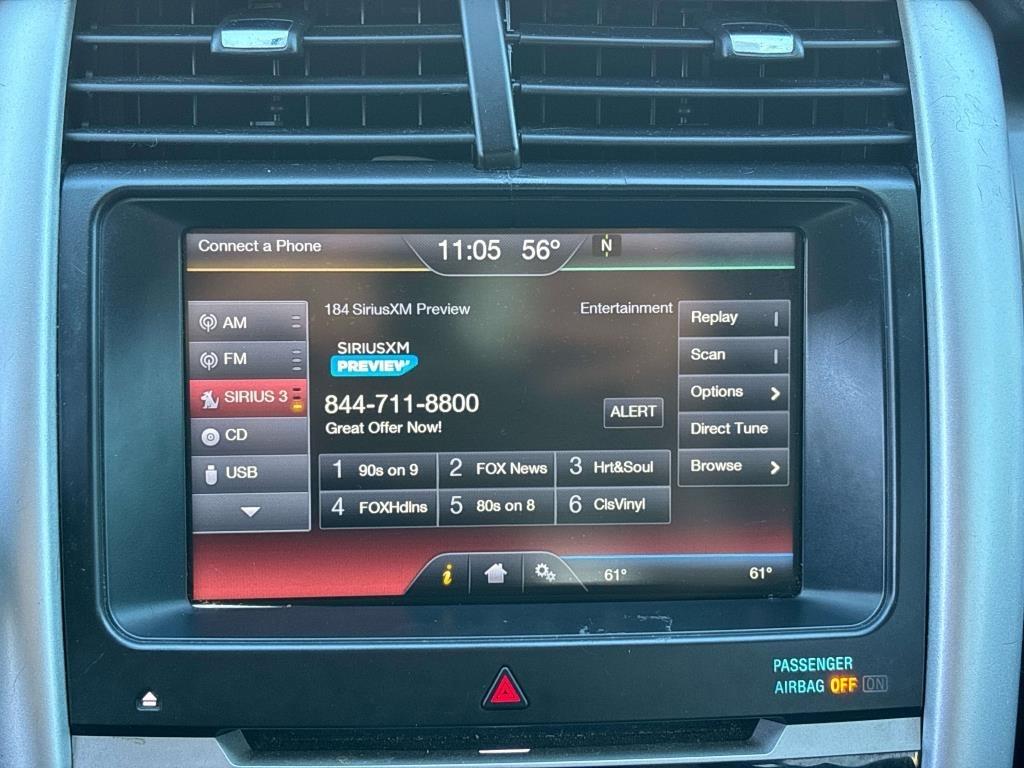 Connect a Phone
11:05 56°
N
184 SiriusXM Preview
Entertainment
AM
FM
SIRIUS 3
CD
USB
SIRIUSXM
PREVIEW
844-711-8800
Great Offer Now!
ALERT
Replay
Scan
Options
Direct Tune
Browse
1 90s on 9
2 FOX News
3 Hrt&Soul
4 FOXHdlns
5 80s on 8
6 ClsVinyl
i
61°
61°
PASSENGER
AIRBAG OFF ON